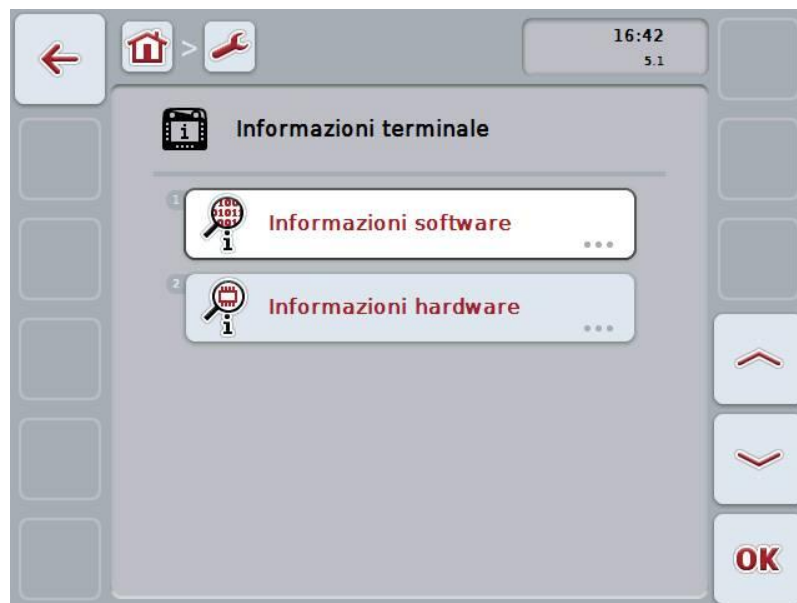 16:42
5.1
Informazioni terminale
1
Informazioni software
2
Informazioni hardware
OK